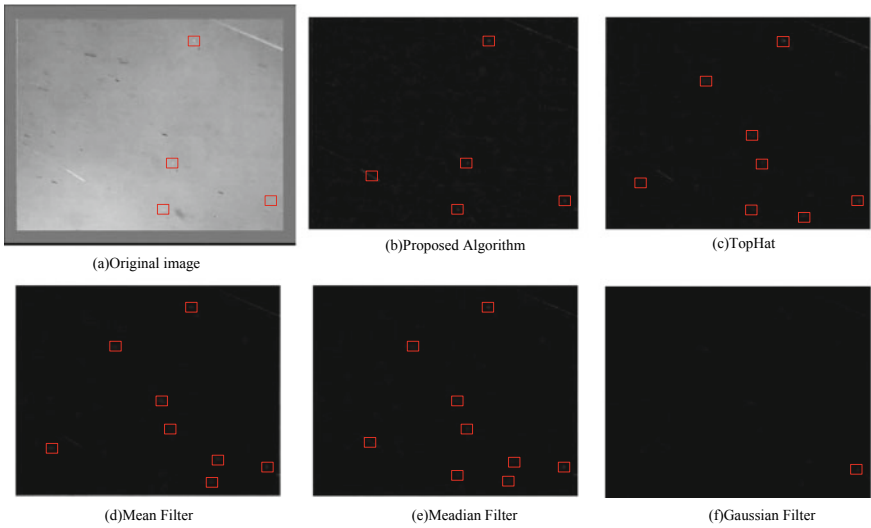 (a)Original image
(b)Proposed Algorithm
(c)TopHat
(d)Mean Filter
(e)Meadian Filter
(f)Gaussian Filter